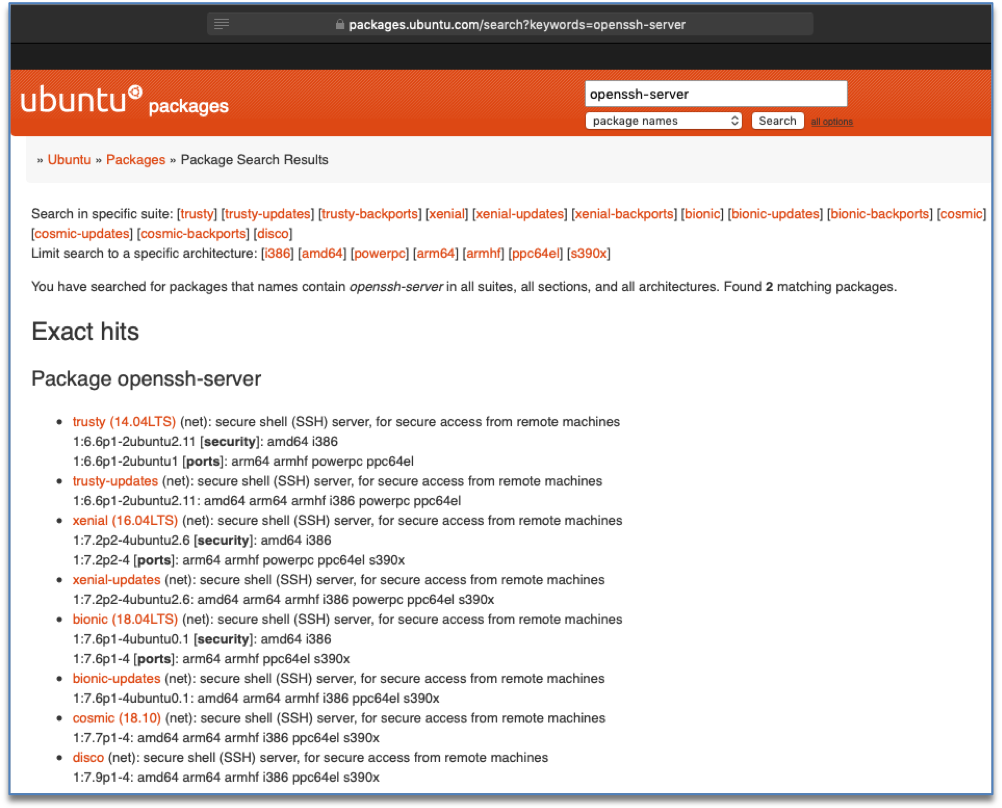 packages.ubuntu.com/search?keywords=openssh-server
ubuntu packages
openssh-server
package names Search all options
» Ubuntu » Packages » Package Search Results
Search in specific suite: [trusty] [trusty-updates] [trusty-backports] [xenial] [xenial-updates] [xenial-backports] [bionic] [bionic-updates] [bionic-backports] [cosmic]
[cosmic-updates] [cosmic-backports] [disco]
Limit search to a specific architecture: [i386] [amd64] [powerpc] [arm64] [armhf] [ppc64el] [s390x]
You have searched for packages that names contain openssh-server in all suites, all sections, and all architectures. Found 2 matching packages.
Exact hits
Package openssh-server
• trusty (14.04LTS) (net): secure shell (SSH) server, for secure access from remote machines
1:6.6p1-2ubuntu2.11 [security]: amd64 i386
1:6.6p1-2ubuntu1 [ports]: arm64 armhf powerpc ppc64el
• trusty-updates (net): secure shell (SSH) server, for secure access from remote machines
1:6.6p1-2ubuntu2.11: amd64 arm64 armhf i386 powerpc ppc64el
• xenial (16.04LTS) (net): secure shell (SSH) server, for secure access from remote machines
1:7.2p2-4ubuntu2.6 [security]: amd64 i386
1:7.2p2-4 [ports]: arm64 armhf powerpc ppc64el s390x
• xenial-updates (net): secure shell (SSH) server, for secure access from remote machines
1:7.2p2-4ubuntu2.6: amd64 arm64 armhf i386 powerpc ppc64el s390x
• bionic (18.04LTS) (net): secure shell (SSH) server, for secure access from remote machines
1:7.6p1-4ubuntu0.1 [security]: amd64 i386
1:7.6p1-4 [ports]: arm64 armhf ppc64el s390x
• bionic-updates (net): secure shell (SSH) server, for secure access from remote machines
1:7.6p1-4ubuntu0.1: amd64 arm64 armhf i386 ppc64el s390x
• cosmic (18.10) (net): secure shell (SSH) server, for secure access from remote machines
1:7.7p1-4: amd64 arm64 armhf i386 ppc64el s390x
• disco (net): secure shell (SSH) server, for secure access from remote machines
1:7.9p1-4: amd64 arm64 armhf i386 ppc64el s390x